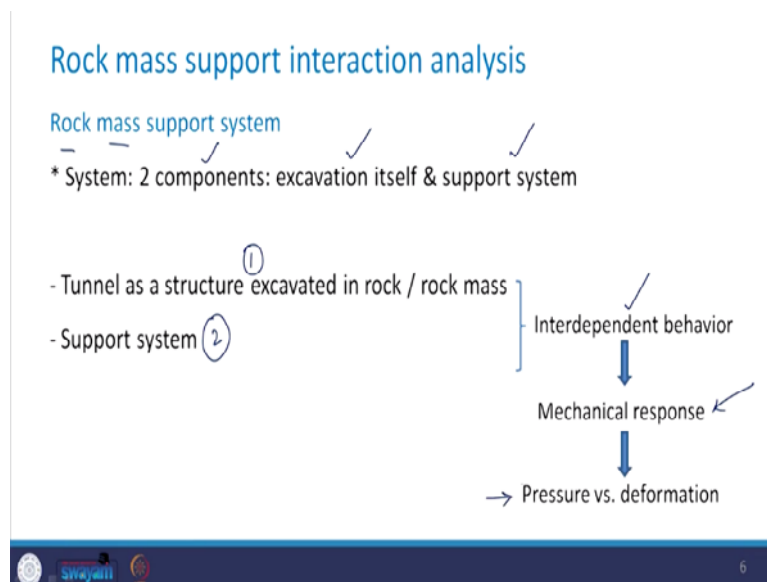 Rock mass support interaction analysis
Rock mass support system
* System: 2 components: excavation itself & support system
1
- Tunnel as a structure excavated in rock / rock mass
- Support system 2
Interdependent behavior
Mechanical response
Pressure vs. deformation
swayam
6